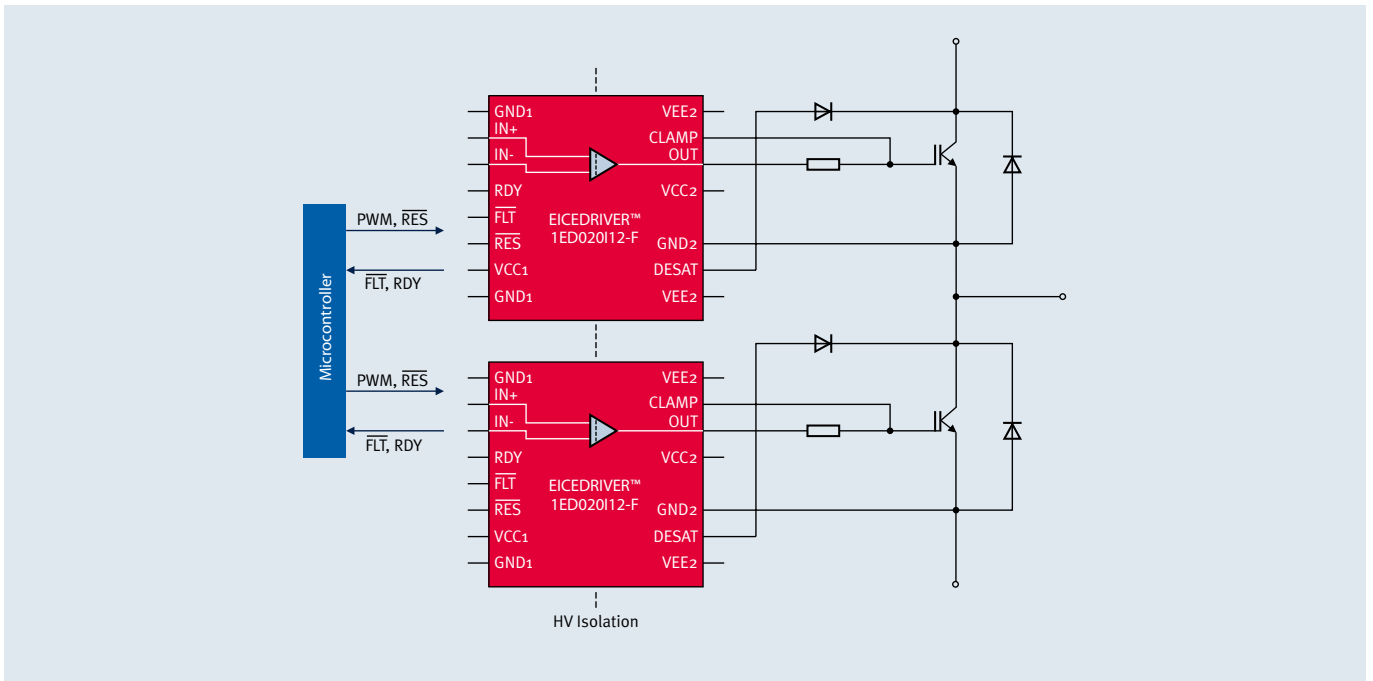 GND1
IN+
IN-
RDY
FLT
RES
VCC1
GND1
EICEDRIVER™
1ED020I12-F
VEE2
CLAMP
OUT
VCC2
GND2
DESAT
VEE2
Microcontroller
PWM, RES
FLT, RDY
PWM, RES
FLT, RDY
GND1
IN+
IN-
RDY
FLT
RES
VCC1
GND1
EICEDRIVER™
1ED020I12-F
VEE2
CLAMP
OUT
VCC2
GND2
DESAT
VEE2
HV Isolation